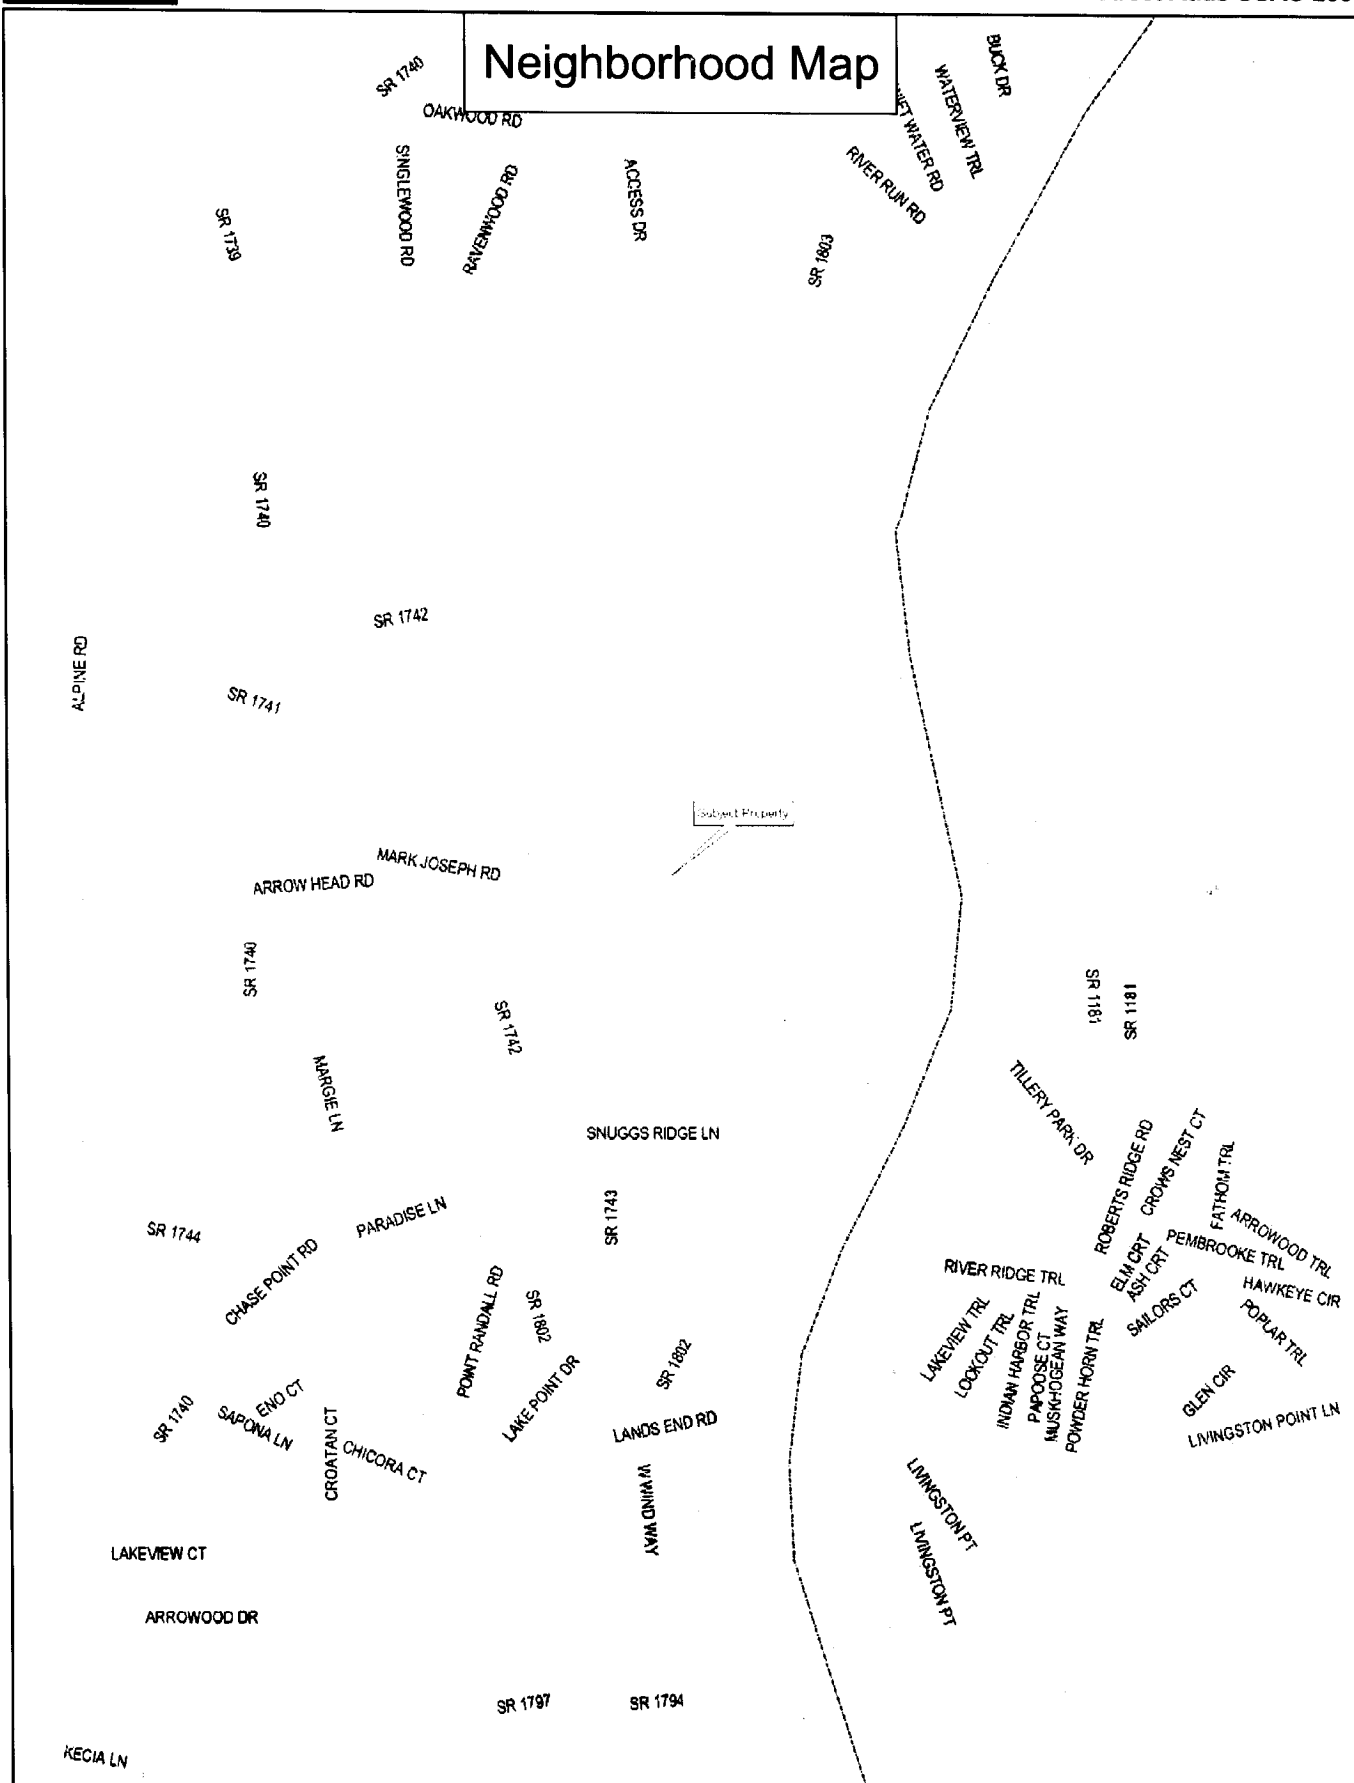 Neighborhood Map
SR 1740
OAKWOOD RD
BUCK DR
WATERVIEW TRL
WATER RD
RIVER RUN RD
SINGLEWOOD RD
RAVENWOOD RD
ACCESS DR
SR 1739
SR 1803
SR 1740
SR 1742
ALPINE RD
SR 1741
Subject Property
MARK JOSEPH RD
ARROW HEAD RD
SR 1740
SR 1742
SR 1181
SR 1181
MARGIE LN
TILLERY PARK DR
SNUGGS RIDGE LN
ROBERTS RIDGE RD
CROWS NEST CT
FATHOM TRL
ARROWOOD TRL
PEMBROOKE TRL
SR 1744
PARADISE LN
SR 1743
CHASE POINT RD
RIVER RIDGE TRL
ELM CRT
ASH CRT
HAWKEYE CIR
SAILORS CT
POPLAR TRL
POINT RANDALL RD
SR 1802
SR 1802
LAKE POINT DR
LAKEVIEW TRL
LOOKOUT TRL
INDIAN HARBOR TRL
PAPOOSE CT
MUSKHOGEAN WAY
POWDER HORN TRL
GLEN CIR
LIVINGSTON POINT LN
SR 1740
ENO CT
SAPONA LN
CROATAN CT
CHICORA CT
LANDS END RD
W WIND WAY
LIVINGSTON PT
LIVINGSTON PT
LAKEVIEW CT
ARROWOOD DR
SR 1797
SR 1794
KECIA LN